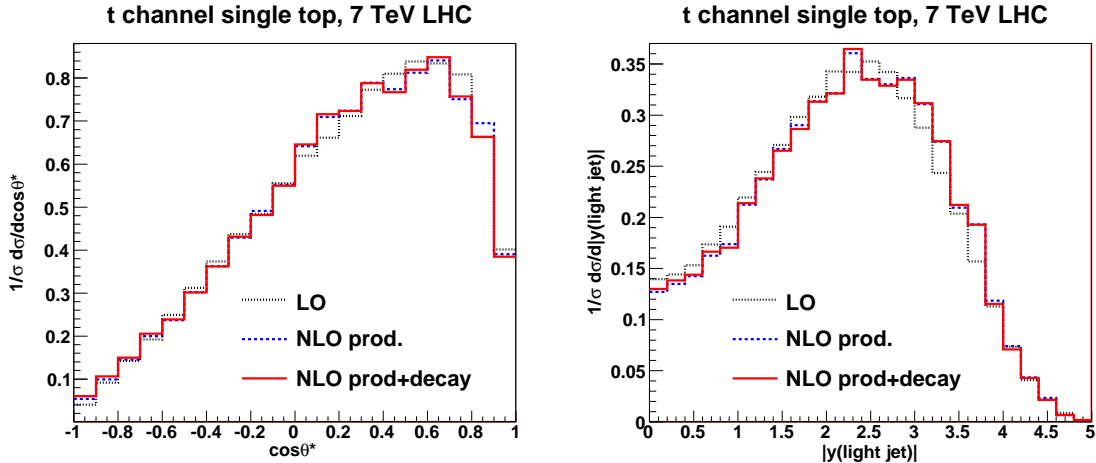 t channel single top, 7 TeV LHC
1/σ dσ/dcosθ*
0.8
0.7
0.6
0.5
0.4
0.3
0.2
0.1
LO
NLO prod.
NLO prod+decay
-1 -0.8 -0.6 -0.4 -0.2 0 0.2 0.4 0.6 0.8 1
cosθ*
t channel single top, 7 TeV LHC
1/σ dσ/d|y(light jet)|
0.35
0.3
0.25
0.2
0.15
0.1
0.05
0
LO
NLO prod.
NLO prod+decay
0 0.5 1 1.5 2 2.5 3 3.5 4 4.5 5
|y(light jet)|